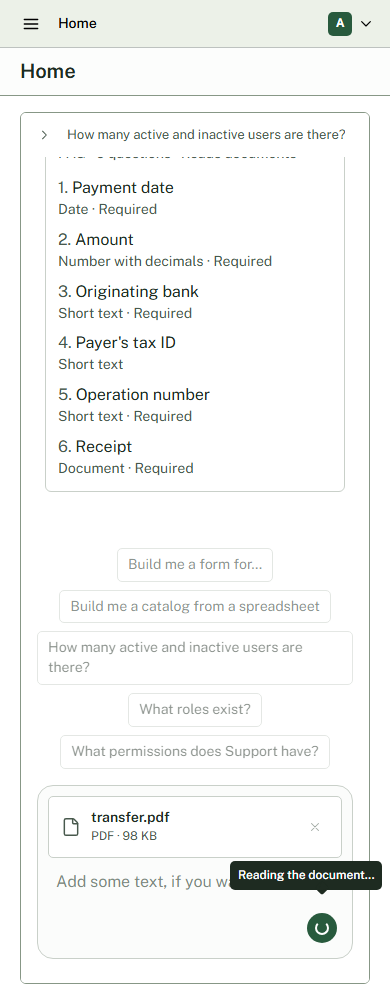 Home
A
Home
How many active and inactive users are there?
1. Payment date
Date · Required
2. Amount
Number with decimals · Required
3. Originating bank
Short text · Required
4. Payer's tax ID
Short text
5. Operation number
Short text · Required
6. Receipt
Document · Required
Build me a form for...
Build me a catalog from a spreadsheet
How many active and inactive users are
there?
What roles exist?
What permissions does Support have?
transfer.pdf
PDF · 98 KB
Add some text, if you
Reading the document...